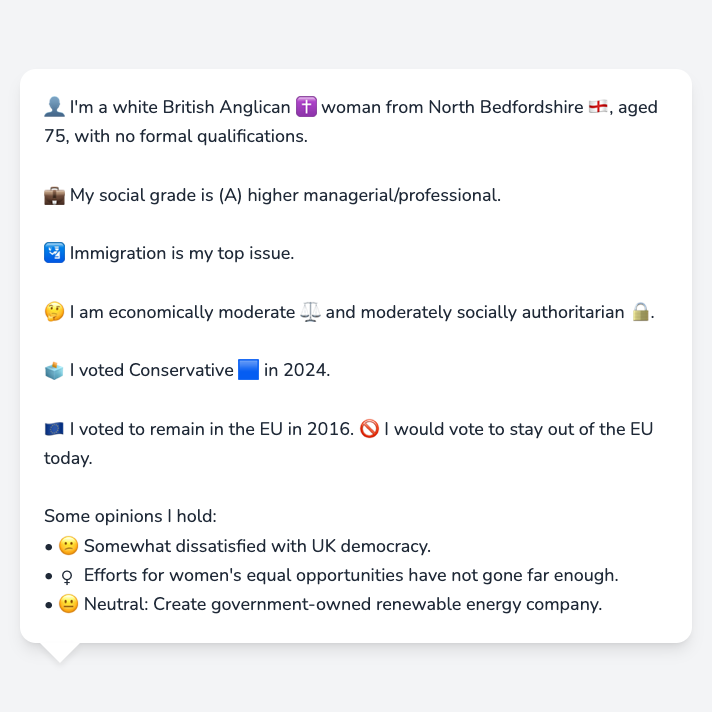 👤 I'm a white British Anglican ✝️ woman from North Bedfordshire 🏴󠁧󠁢󠁥󠁮󠁧󠁿, aged
75, with no formal qualifications.
💼 My social grade is (A) higher managerial/professional.
🛂 Immigration is my top issue.
🤔 I am economically moderate ⚖️ and moderately socially authoritarian 🔒.
🗳️ I voted Conservative 🟦 in 2024.
🇪🇺 I voted to remain in the EU in 2016. 🚫 I would vote to stay out of the EU
today.
Some opinions I hold:
• 😕 Somewhat dissatisfied with UK democracy.
• ♀ Efforts for women's equal opportunities have not gone far enough.
• 😐 Neutral: Create government-owned renewable energy company.